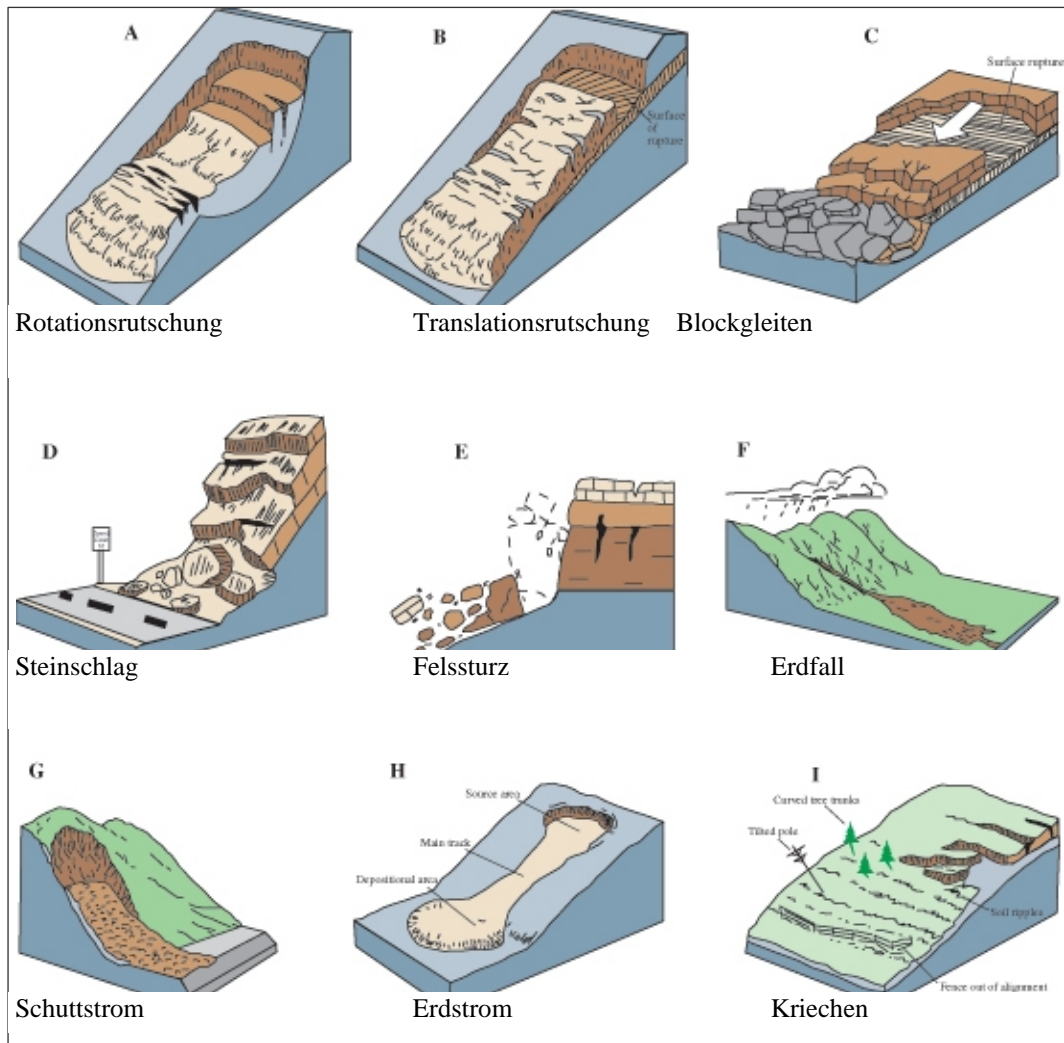 A
B
C
Surface rupture
Surface
of
rupture
Rotationsrutschung
Translationsrutschung
Blockgleiten
D
E
F
Steinschlag
Felssturz
Erdfall
G
H
I
Source area
Main track
Depositional area
Curved tree trunks
Tilted pole
Soil ripples
Fence out of alignment
Schuttstrom
Erdstrom
Kriechen